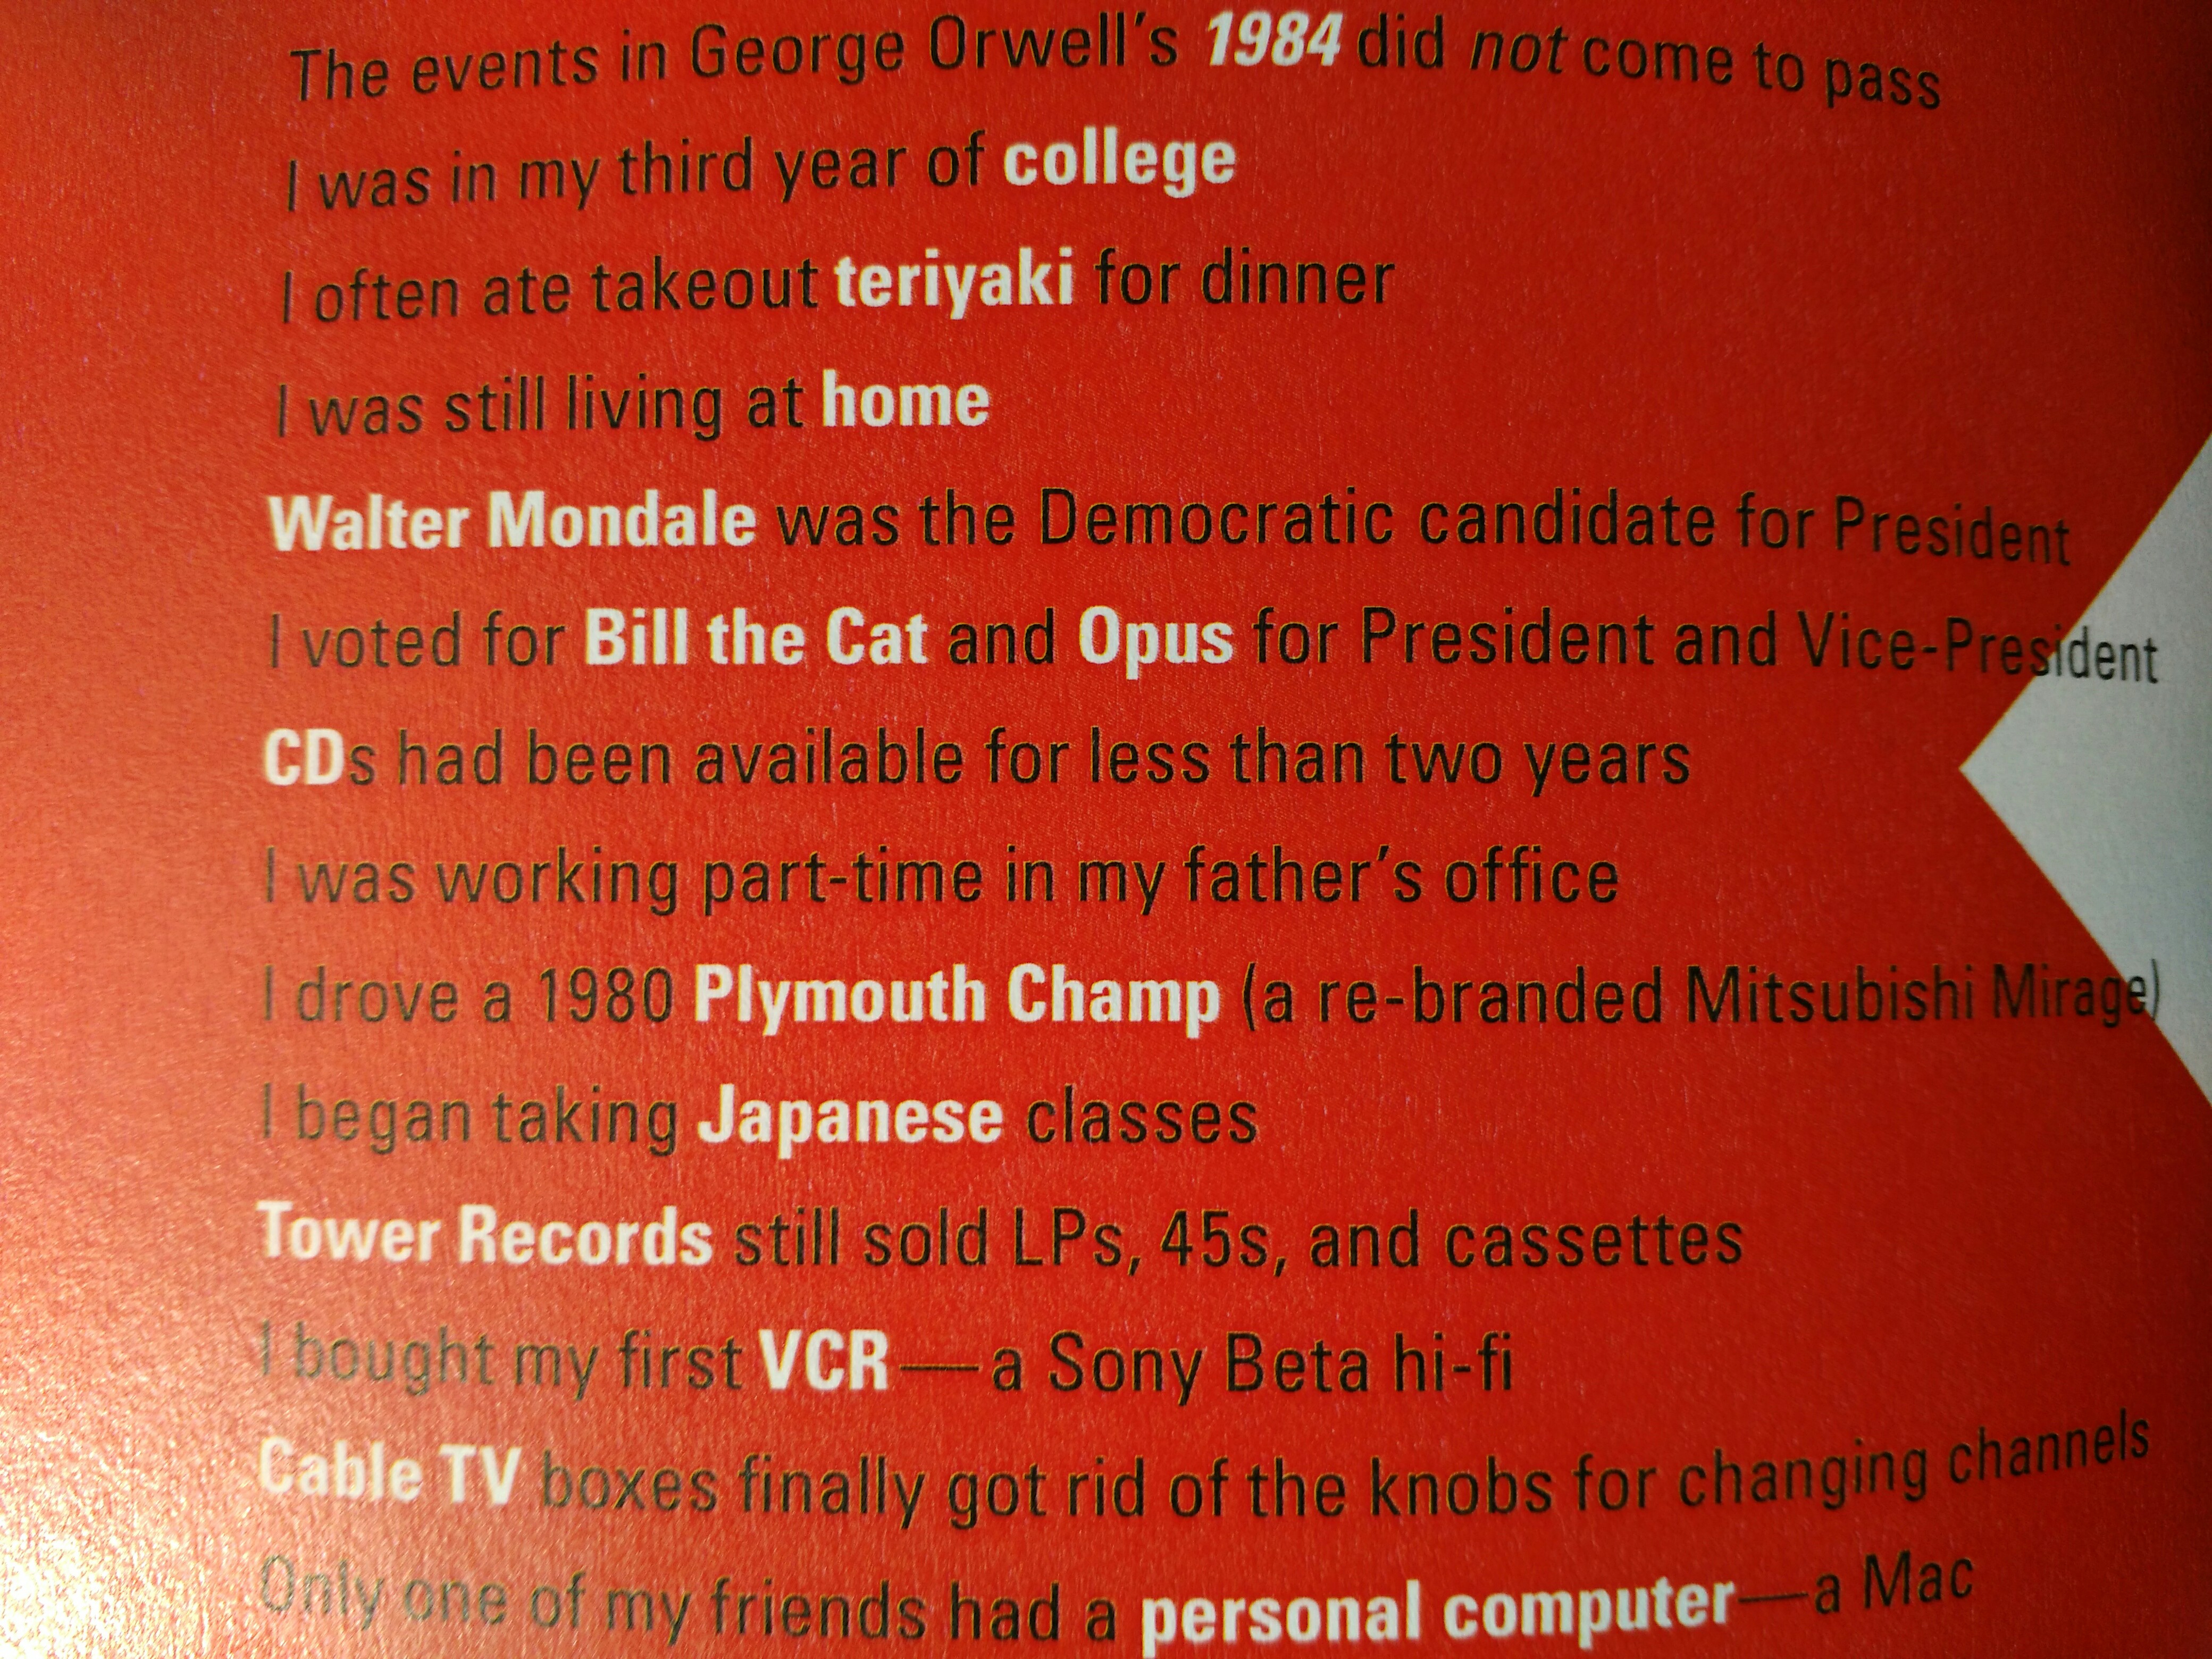 The events in George Orwell's 1984 did not come to pass
I was in my third year of college
I often ate takeout teriyaki for dinner
I was still living at home
Walter Mondale was the Democratic candidate for President
I voted for Bill the Cat and Opus for President and Vice-President
CDs had been available for less than two years
I was working part-time in my father's office
I drove a 1980 Plymouth Champ (a re-branded Mitsubishi Mirage)
I began taking Japanese classes
Tower Records still sold LPs, 45s, and cassettes
I bought my first VCR—a Sony Beta hi-fi
Cable TV boxes finally got rid of the knobs for changing channels
Only one of my friends had a personal computer—a Mac